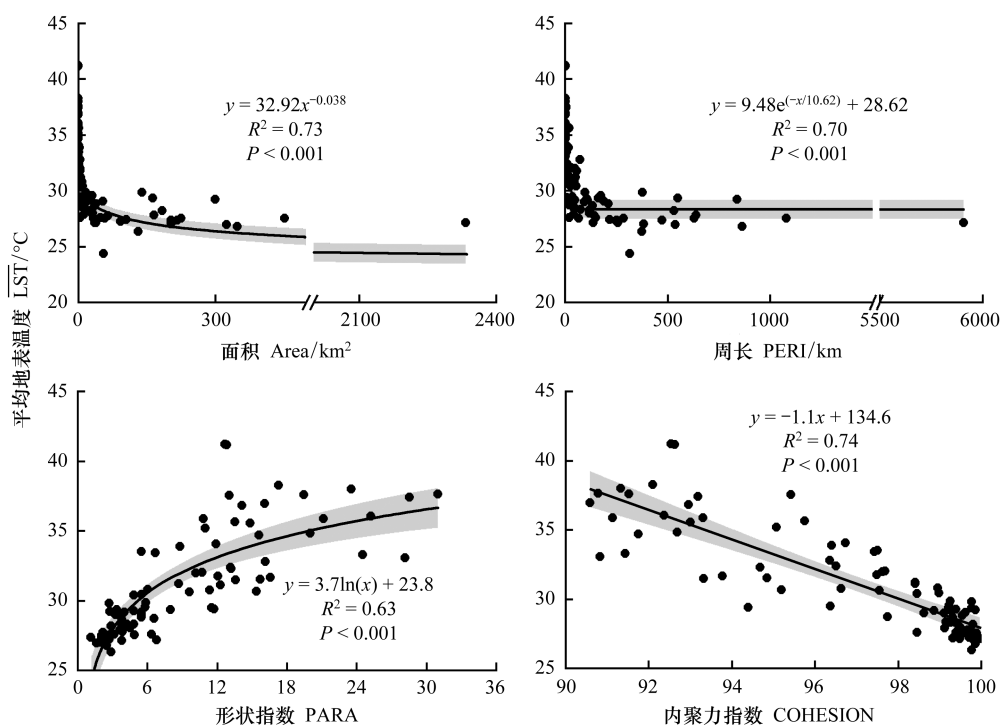 平均地表温度 LST/°C
45
40
35
30
25
20
y = 32.92x^−0.038
R² = 0.73
P < 0.001
0 300 2100 2400
面积 Area/km²
45
40
35
30
25
20
y = 9.48e^(−x/10.62) + 28.62
R² = 0.70
P < 0.001
0 500 1000 5500 6000
周长 PERI/km
45
40
35
30
25
y = 3.7ln(x) + 23.8
R² = 0.63
P < 0.001
0 6 12 18 24 30 36
形状指数 PARA
45
40
35
30
25
y = −1.1x + 134.6
R² = 0.74
P < 0.001
90 92 94 96 98 100
内聚力指数 COHESION